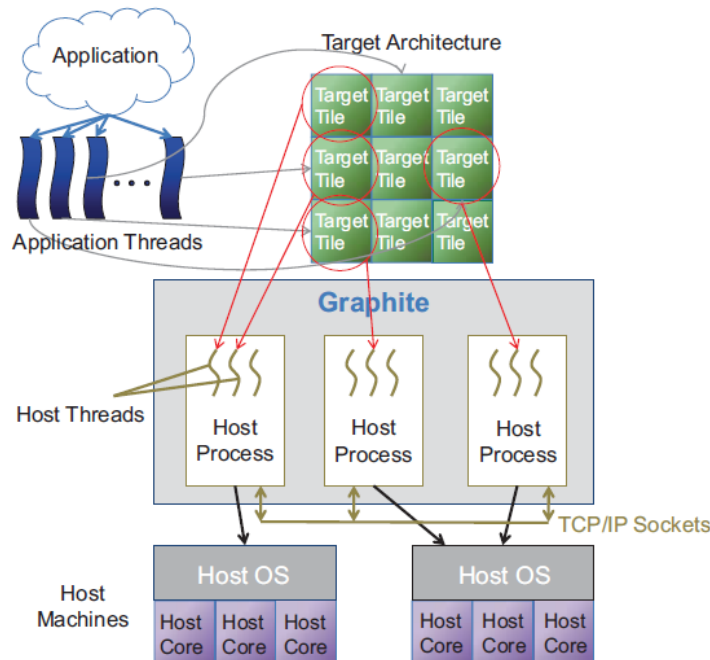 Application
Target Architecture
Target Target Target
Tile Tile Tile
Target Target Target
Tile Tile Tile
Target Target Target
Tile Tile Tile
Application Threads
Graphite
Host Threads
Host Host Host
Process Process Process
TCP/IP Sockets
Host OS Host OS
Host
Machines
Host Host Host Host Host Host
Core Core Core Core Core Core